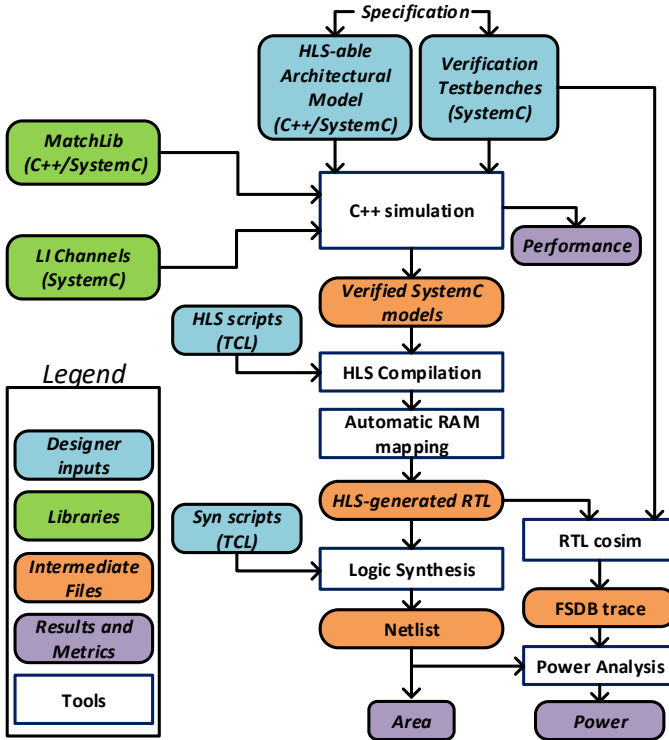 Specification
HLS-able
Architectural
Model
(C++/SystemC)
Verification
Testbenches
(SystemC)
MatchLib
(C++/SystemC)
C++ simulation
LI Channels
(SystemC)
Performance
Verified SystemC
models
HLS scripts
(TCL)
HLS Compilation
Automatic RAM
mapping
HLS-generated RTL
Syn scripts
(TCL)
RTL cosim
Logic Synthesis
FSDB trace
Netlist
Power Analysis
Area
Power
Legend
Designer
inputs
Libraries
Intermediate
Files
Results and
Metrics
Tools